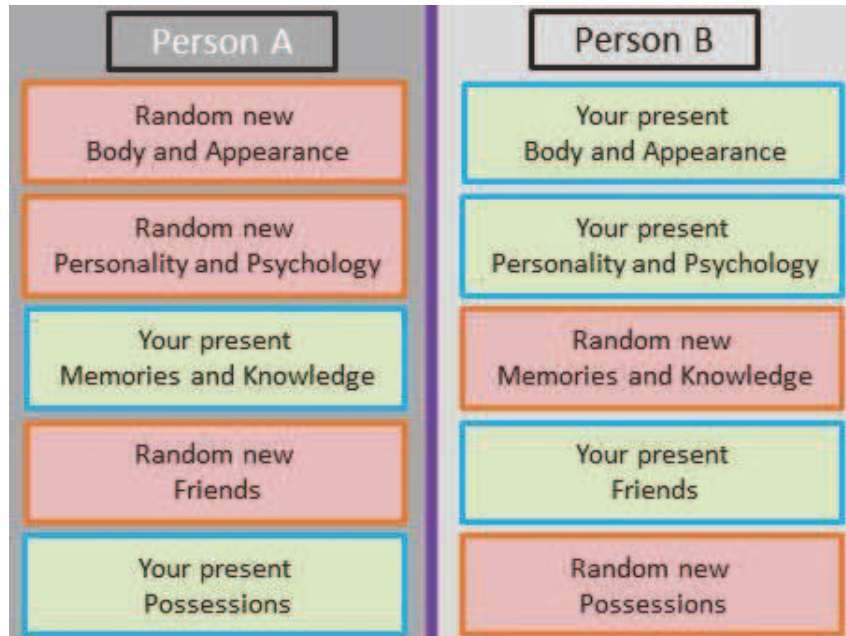 Person A
Random new
Body and Appearance
Random new
Personality and Psychology
Your present
Memories and Knowledge
Random new
Friends
Your present
Possessions
Person B
Your present
Body and Appearance
Your present
Personality and Psychology
Random new
Memories and Knowledge
Your present
Friends
Random new
Possessions